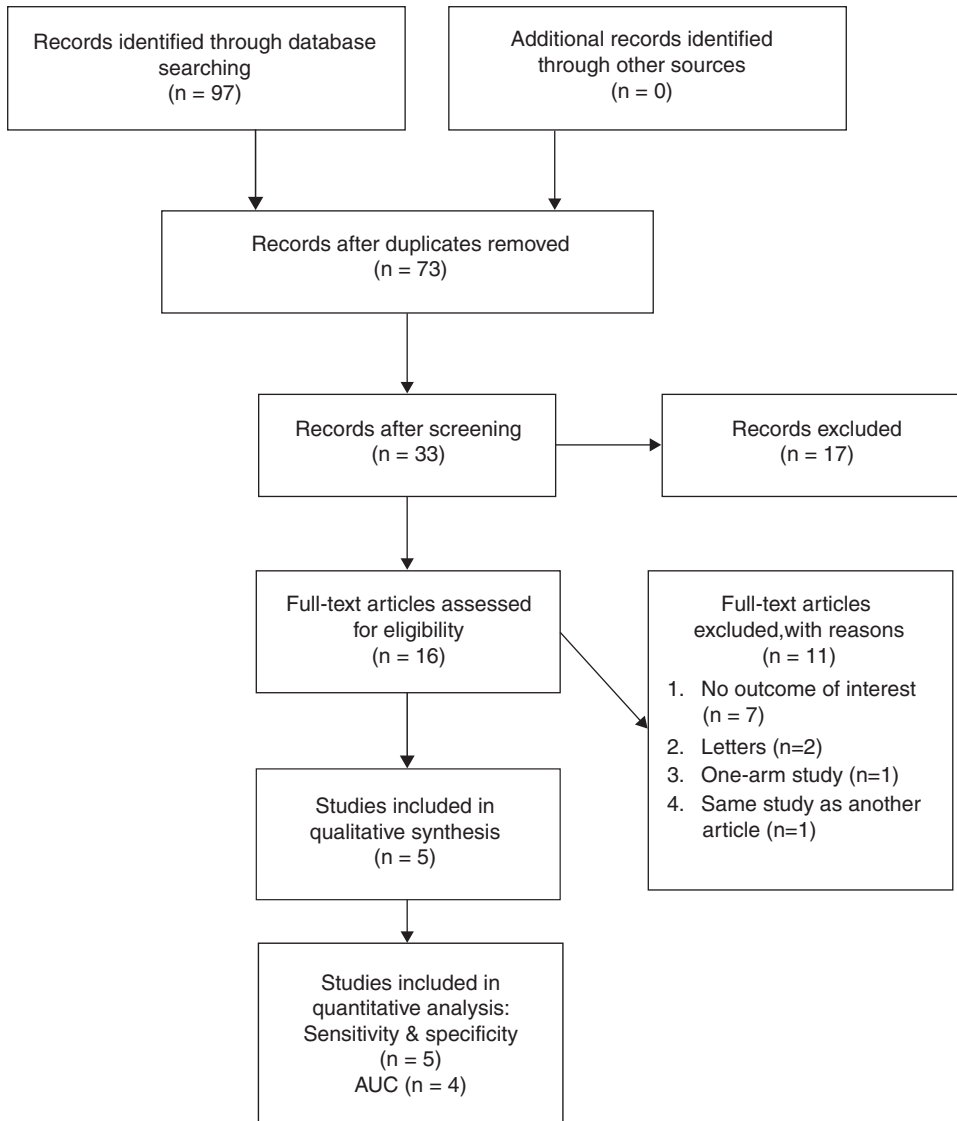 Records identified through database
searching
(n = 97)
Additional records identified
through other sources
(n = 0)
Records after duplicates removed
(n = 73)
Records after screening
(n = 33)
Records excluded
(n = 17)
Full-text articles assessed
for eligibility
(n = 16)
Full-text articles
excluded,with reasons
(n = 11)
1. No outcome of interest
(n = 7)
2. Letters (n=2)
3. One-arm study (n=1)
4. Same study as another
article (n=1)
Studies included in
qualitative synthesis
(n = 5)
Studies included in
quantitative analysis:
Sensitivity & specificity
(n = 5)
AUC (n = 4)